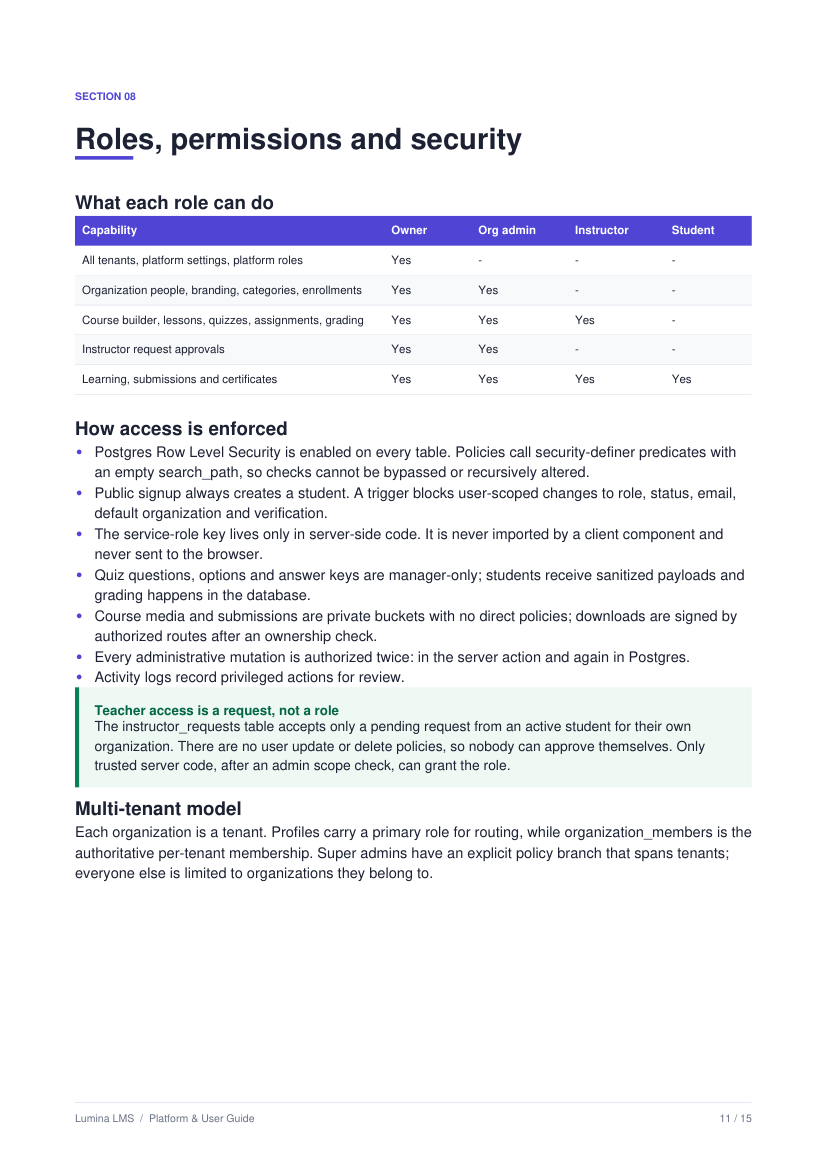 SECTION 08
Roles, permissions and security
What each role can do
Capability Owner Org admin Instructor Student
All tenants, platform settings, platform roles Yes - - -
Organization people, branding, categories, enrollments Yes Yes - -
Course builder, lessons, quizzes, assignments, grading Yes Yes Yes -
Instructor request approvals Yes Yes - -
Learning, submissions and certificates Yes Yes Yes Yes
How access is enforced
• Postgres Row Level Security is enabled on every table. Policies call security-definer predicates with
an empty search_path, so checks cannot be bypassed or recursively altered.
• Public signup always creates a student. A trigger blocks user-scoped changes to role, status, email,
default organization and verification.
• The service-role key lives only in server-side code. It is never imported by a client component and
never sent to the browser.
• Quiz questions, options and answer keys are manager-only; students receive sanitized payloads and
grading happens in the database.
• Course media and submissions are private buckets with no direct policies; downloads are signed by
authorized routes after an ownership check.
• Every administrative mutation is authorized twice: in the server action and again in Postgres.
• Activity logs record privileged actions for review.
Teacher access is a request, not a role
The instructor_requests table accepts only a pending request from an active student for their own
organization. There are no user update or delete policies, so nobody can approve themselves. Only
trusted server code, after an admin scope check, can grant the role.
Multi-tenant model
Each organization is a tenant. Profiles carry a primary role for routing, while organization_members is the
authoritative per-tenant membership. Super admins have an explicit policy branch that spans tenants;
everyone else is limited to organizations they belong to.
Lumina LMS / Platform & User Guide 11 / 15